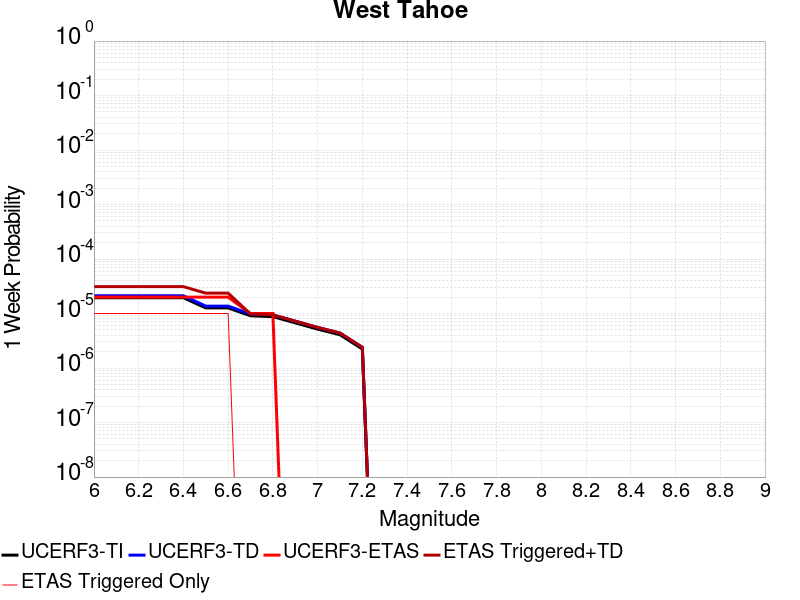 West Tahoe
1 Week Probability
10^0
10^-1
10^-2
10^-3
10^-4
10^-5
10^-6
10^-7
10^-8
6 6.2 6.4 6.6 6.8 7 7.2 7.4 7.6 7.8 8 8.2 8.4 8.6 8.8 9
Magnitude
UCERF3-TI UCERF3-TD UCERF3-ETAS ETAS Triggered+TD
ETAS Triggered Only